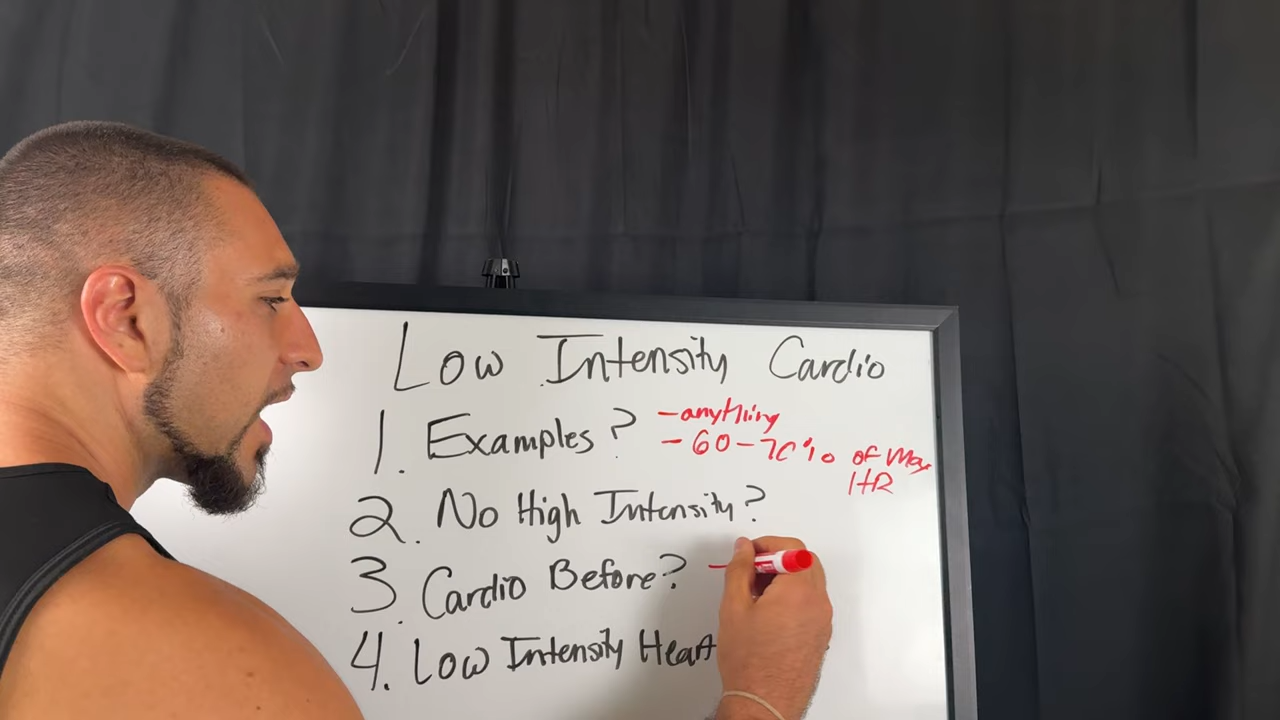 Low Intensity Cardio
1. Examples? -anything
-60-70% of Max
HR
2. No High Intensity?
3. Cardio Before? -
4. Low Intensity Heart